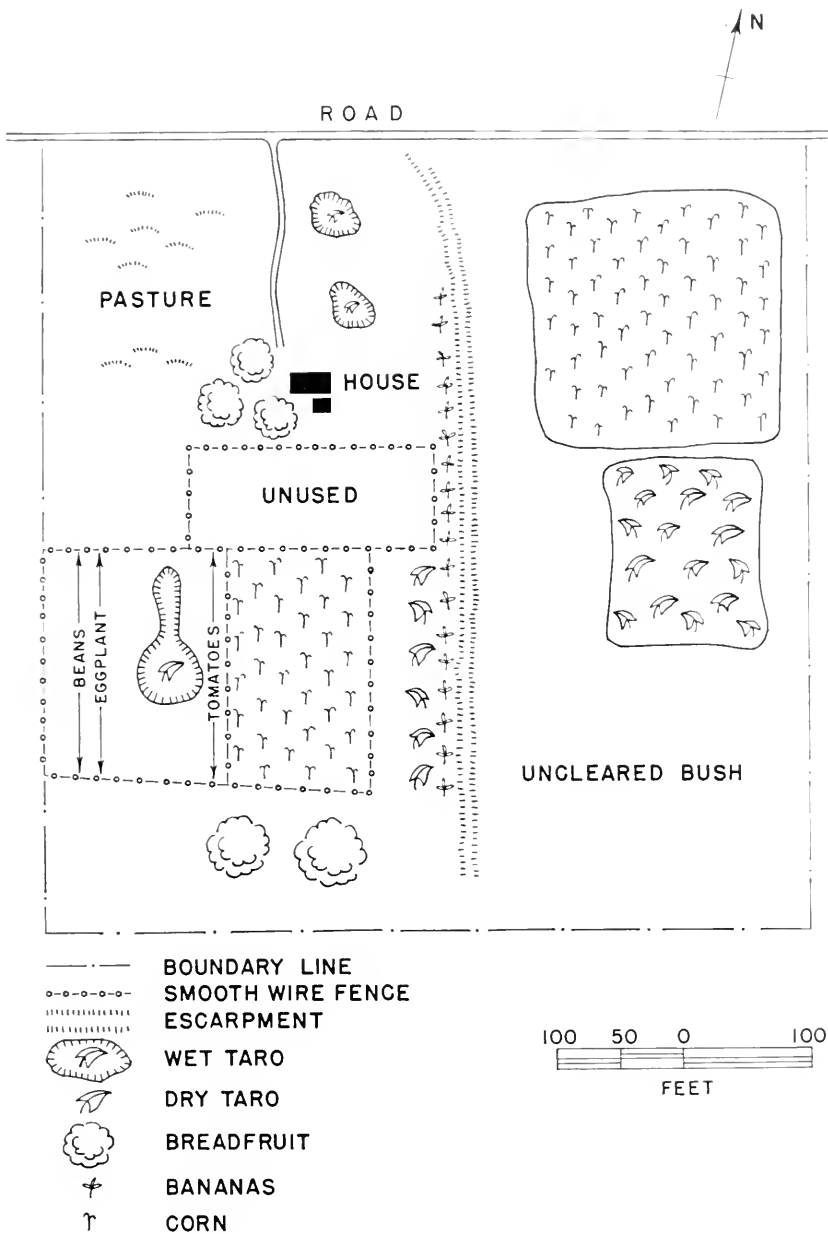 N
ROAD
PASTURE
HOUSE
UNUSED
BEANS
EGGPLANT
TOMATOES
UNCLEARED BUSH
BOUNDARY LINE
SMOOTH WIRE FENCE
ESCARPMENT
WET TARO
DRY TARO
BREADFRUIT
BANANAS
CORN
100 50 0 100
FEET